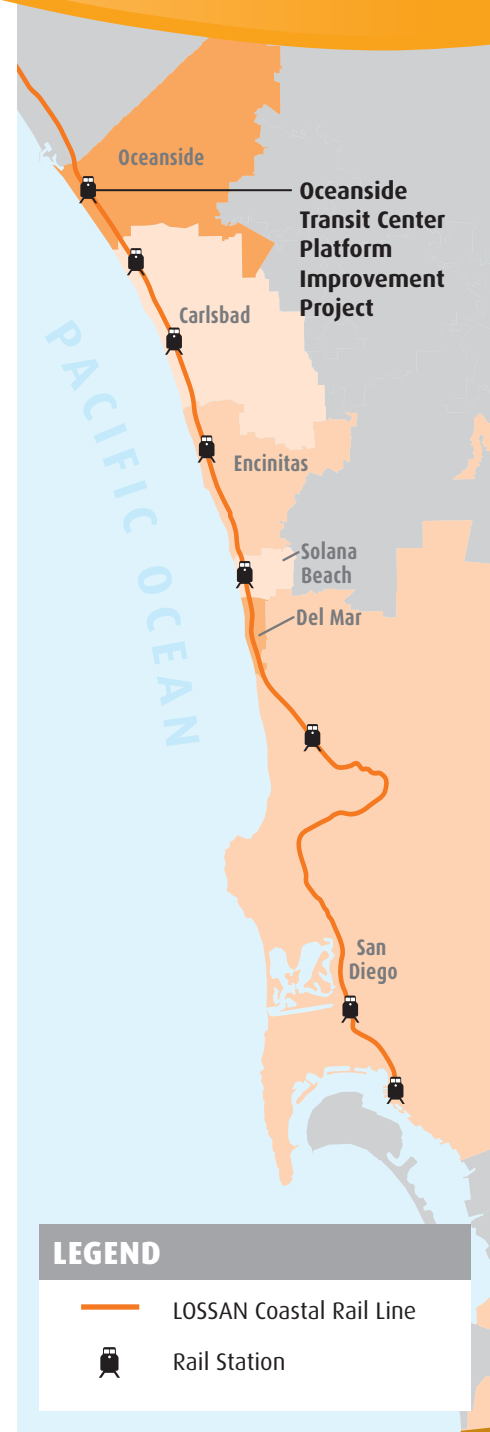 Oceanside
Oceanside
Transit Center
Platform
Improvement
Project
Carlsbad
PACIFIC OCEAN
Encinitas
Solana
Beach
Del Mar
San
Diego
LEGEND
LOSSAN Coastal Rail Line
Rail Station